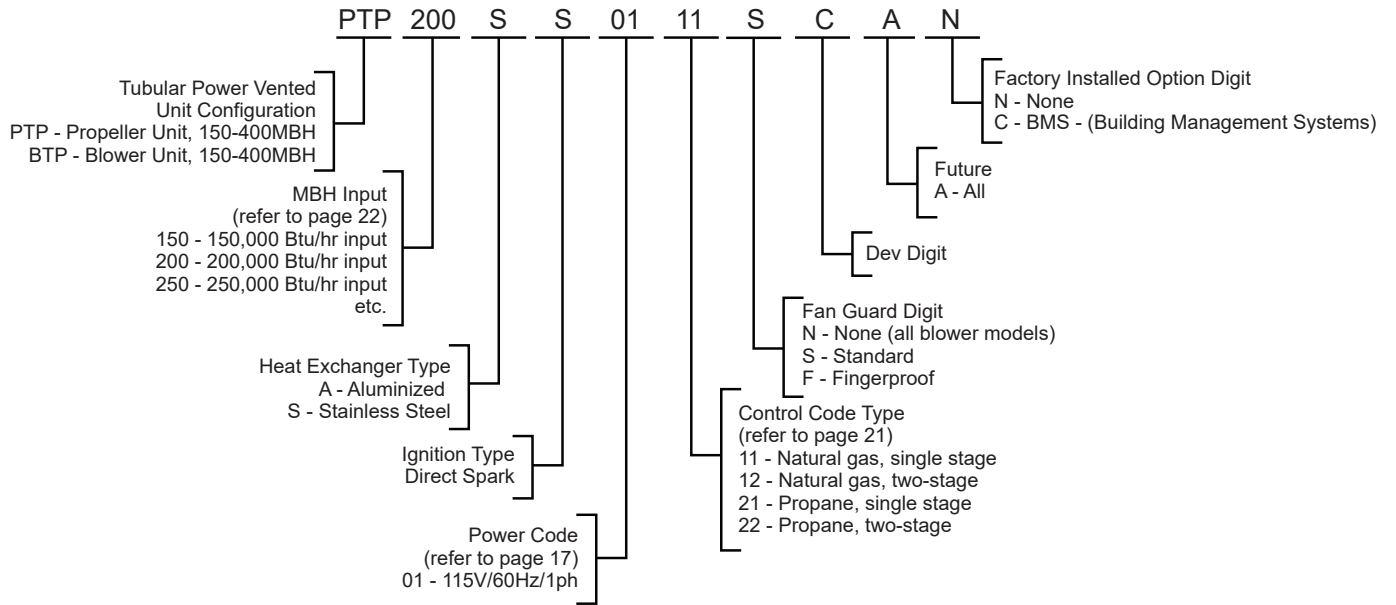 PTP 200 S S 01 11 S C A N
Tubular Power Vented
Unit Configuration
PTP - Propeller Unit, 150-400MBH
BTP - Blower Unit, 150-400MBH
MBH Input
(refer to page 22)
150 - 150,000 Btu/hr input
200 - 200,000 Btu/hr input
250 - 250,000 Btu/hr input
etc.
Heat Exchanger Type
A - Aluminized
S - Stainless Steel
Ignition Type
Direct Spark
Power Code
(refer to page 17)
01 - 115V/60Hz/1ph
Control Code Type
(refer to page 21)
11 - Natural gas, single stage
12 - Natural gas, two-stage
21 - Propane, single stage
22 - Propane, two-stage
Fan Guard Digit
N - None (all blower models)
S - Standard
F - Fingerproof
Dev Digit
Future
A - All
Factory Installed Option Digit
N - None
C - BMS - (Building Management Systems)